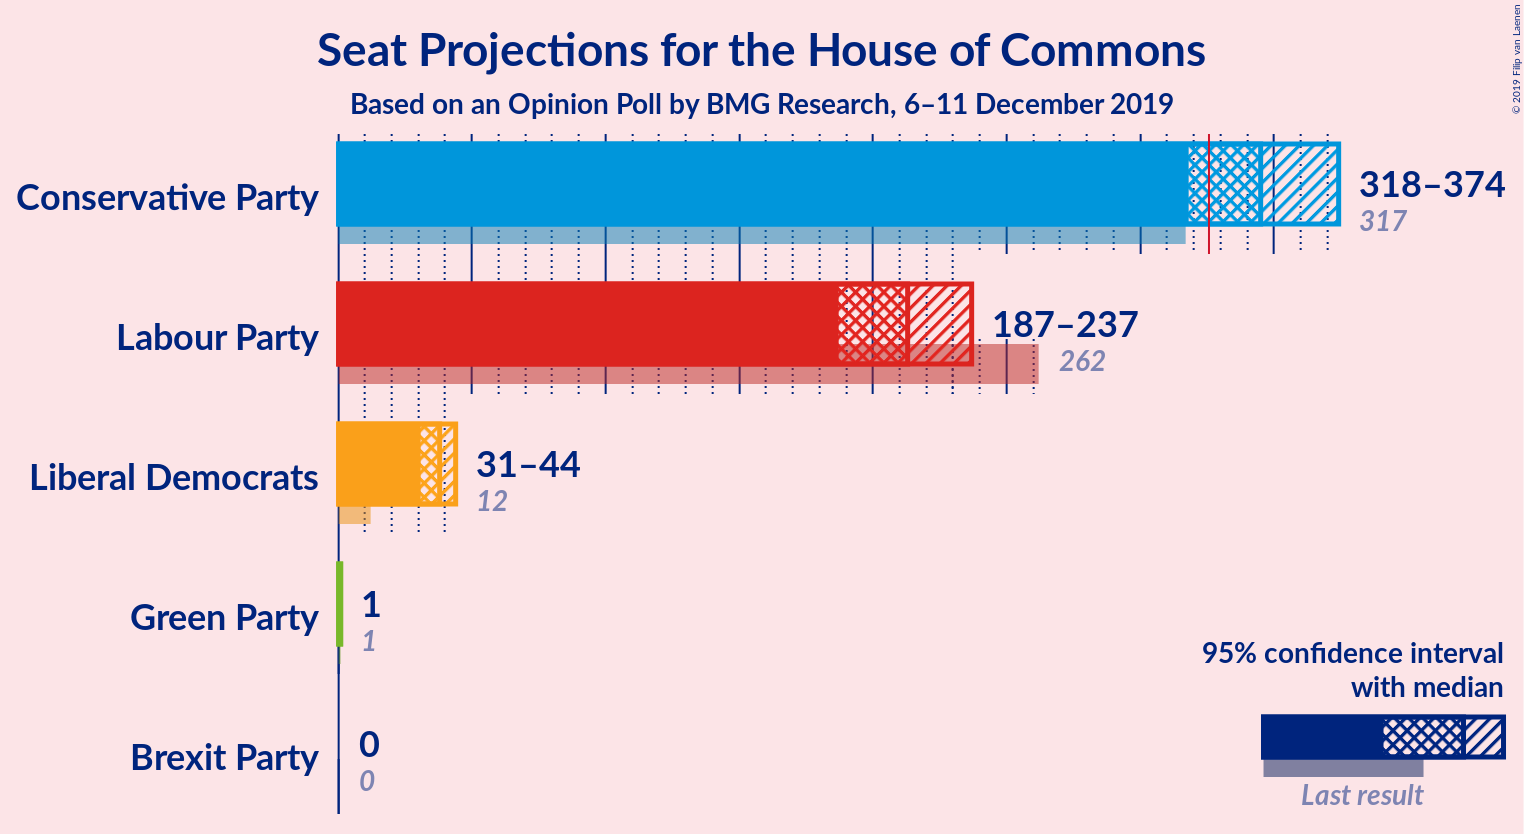 Seat Projections for the House of Commons
Based on an Opinion Poll by BMG Research, 6–11 December 2019
© 2019 Filip van Laenen
Conservative Party
318–374
317
Labour Party
187–237
262
Liberal Democrats
31–44
12
Green Party
1
1
Brexit Party
0
0
95% confidence interval
with median
Last result